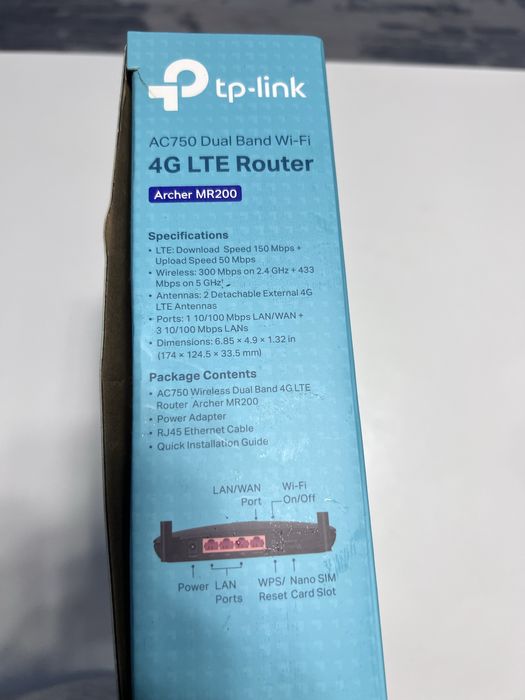 tp-link
AC750 Dual Band Wi-Fi
4G LTE Router
Archer MR200
Specifications
• LTE: Download Speed 150 Mbps +
Upload Speed 50 Mbps
• Wireless: 300 Mbps on 2.4 GHz + 433
Mbps on 5 GHz
• Antennas: 2 Detachable External 4G
LTE Antennas
• Ports: 1 10/100 Mbps LAN/WAN +
3 10/100 Mbps LANs
• Dimensions: 6.85 × 4.9 × 1.32 in
(174 × 124.5 × 33.5 mm)
Package Contents
• AC750 Wireless Dual Band 4G LTE
Router Archer MR200
• Power Adapter
• RJ45 Ethernet Cable
• Quick Installation Guide
LAN/WAN
Port
Wi-Fi
On/Off
Power
LAN
Ports
WPS/
Reset
Nano SIM
Card Slot